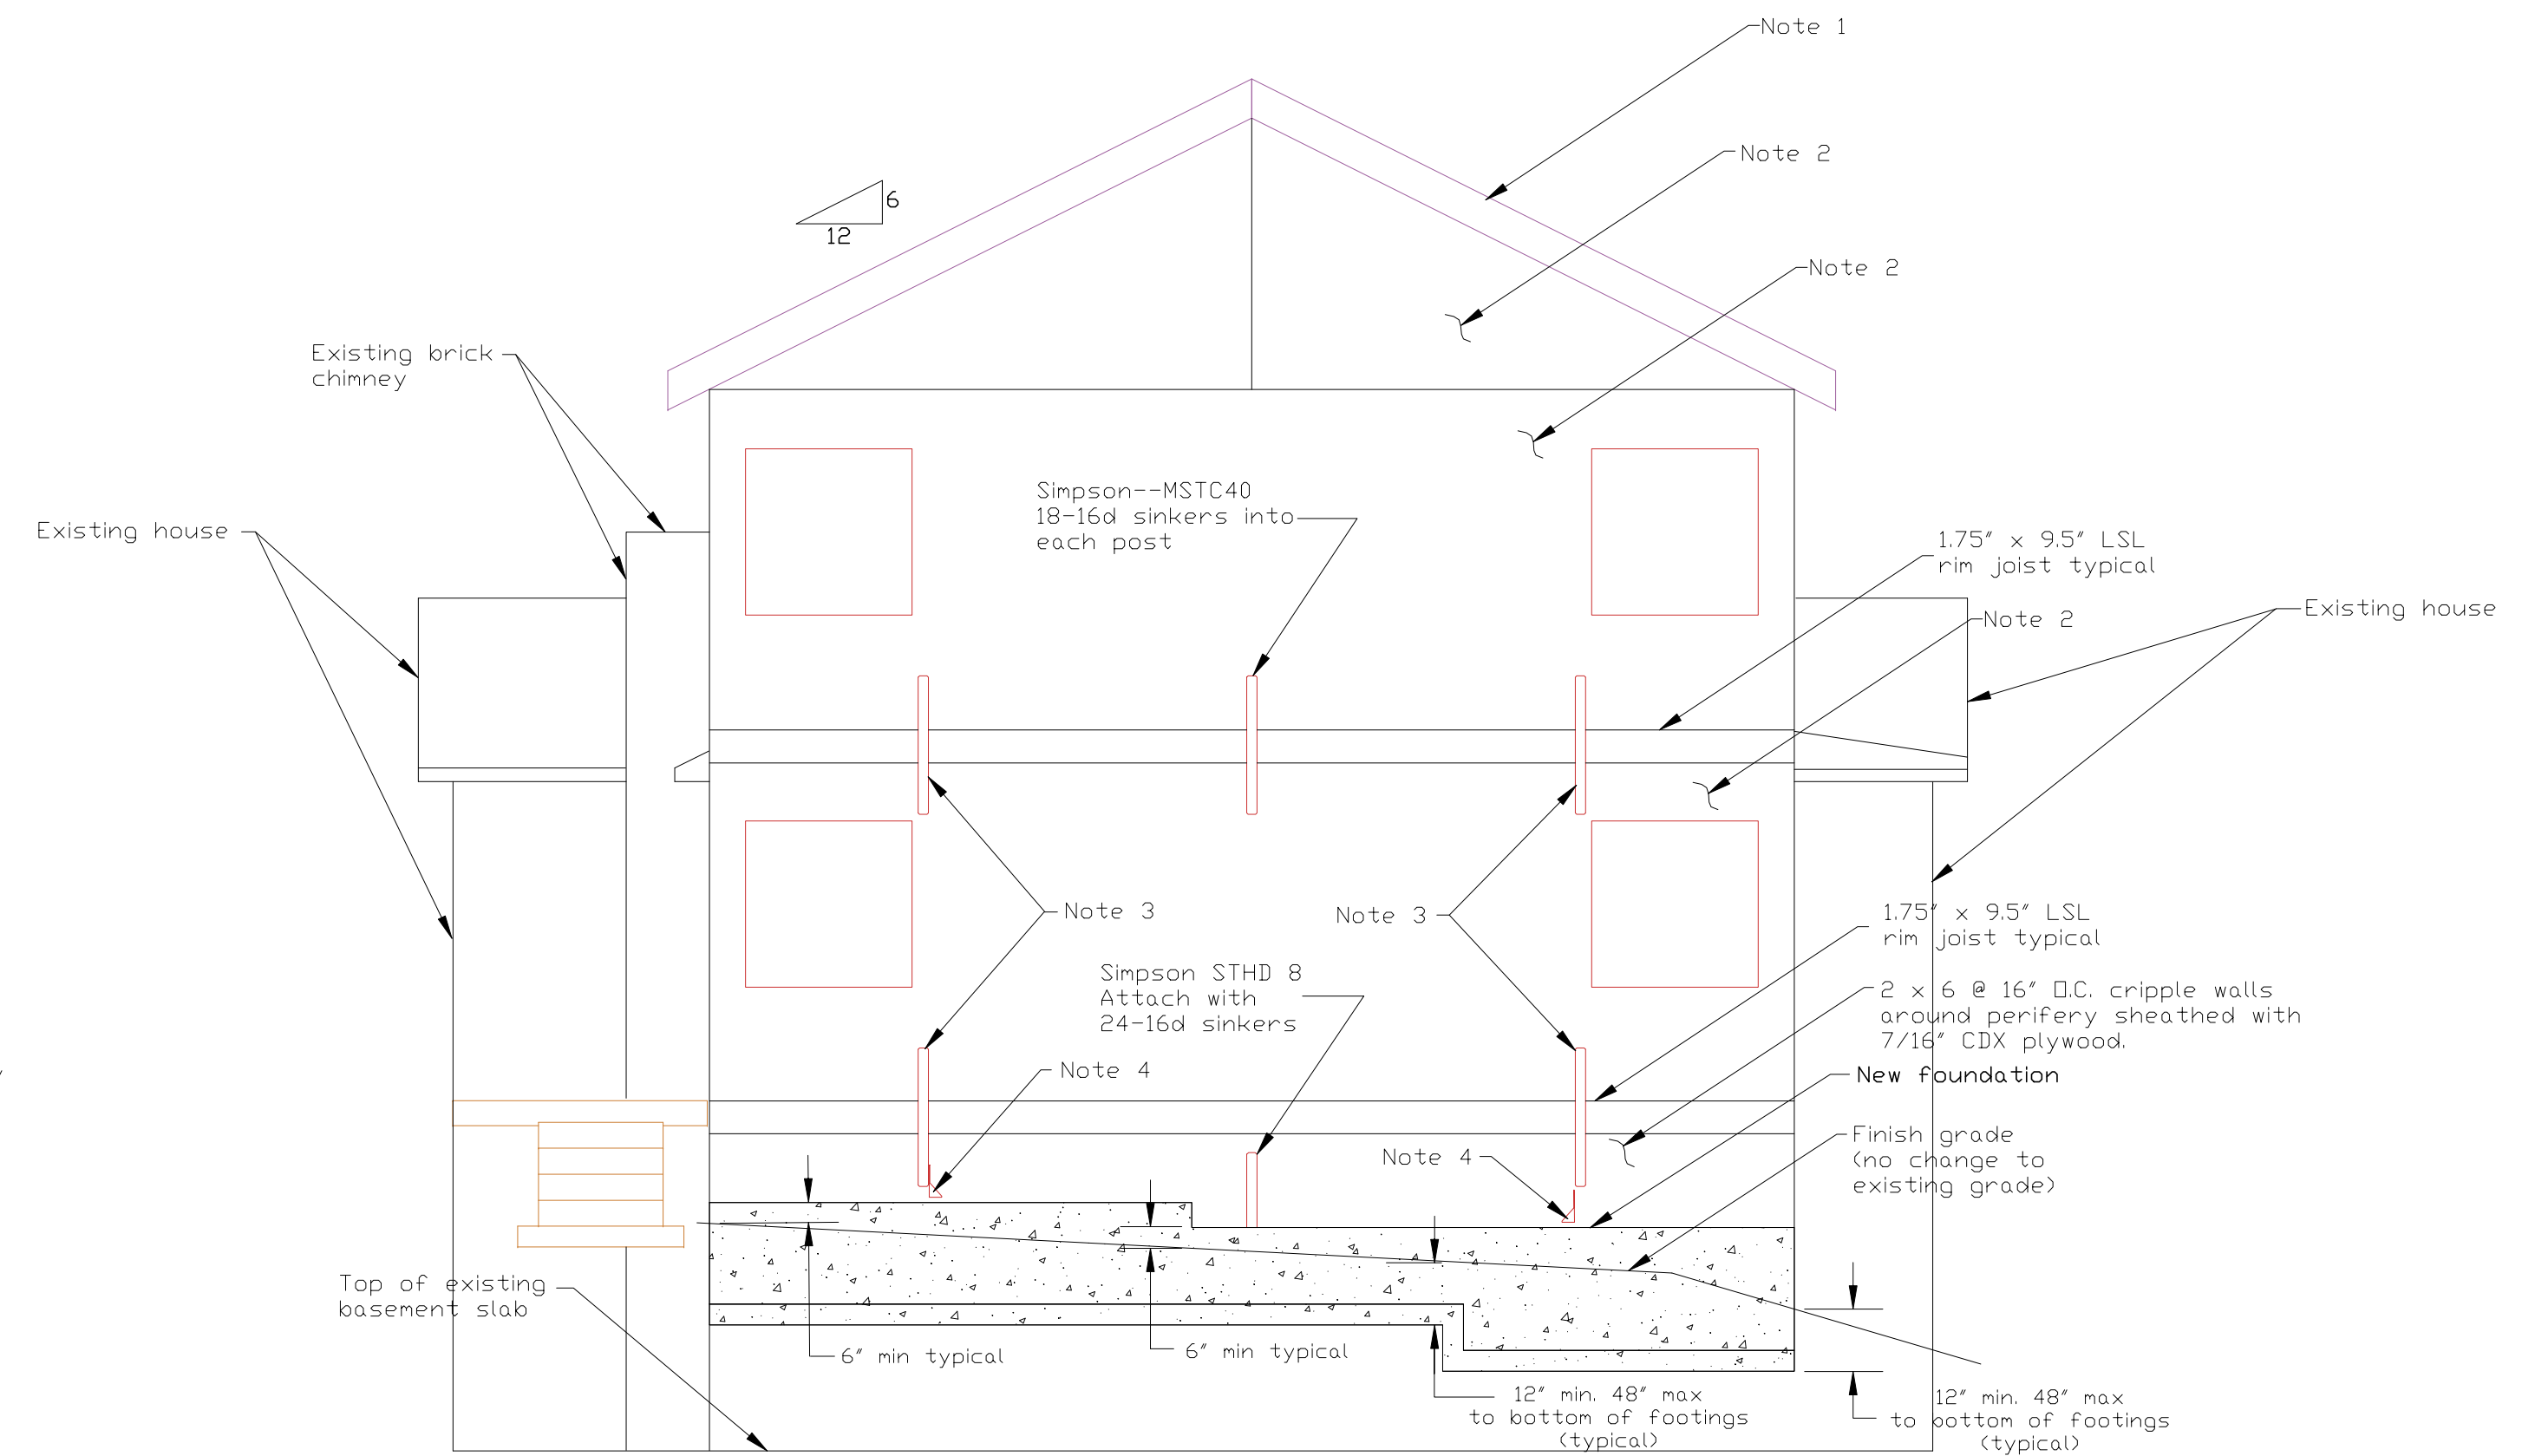 Note 1
Note 2
Note 2
6
12
Existing brick
chimney
Existing house
Simpson--MSTC40
18-16d sinkers into
each post
1.75" x 9.5" LSL
rim joist typical
Note 2
Existing house
Note 3
Note 3
1.75" x 9.5" LSL
rim joist typical
Simpson STHD 8
Attach with
24-16d sinkers
2 x 6 @ 16" O.C. cripple walls
around perifery sheathed with
7/16" CDX plywood.
Note 4
New foundation
Note 4
Finish grade
(no change to
existing grade)
Top of existing
basement slab
6" min typical
6" min typical
12" min. 48" max
to bottom of footings
(typical)
12" min. 48" max
to bottom of footings
(typical)